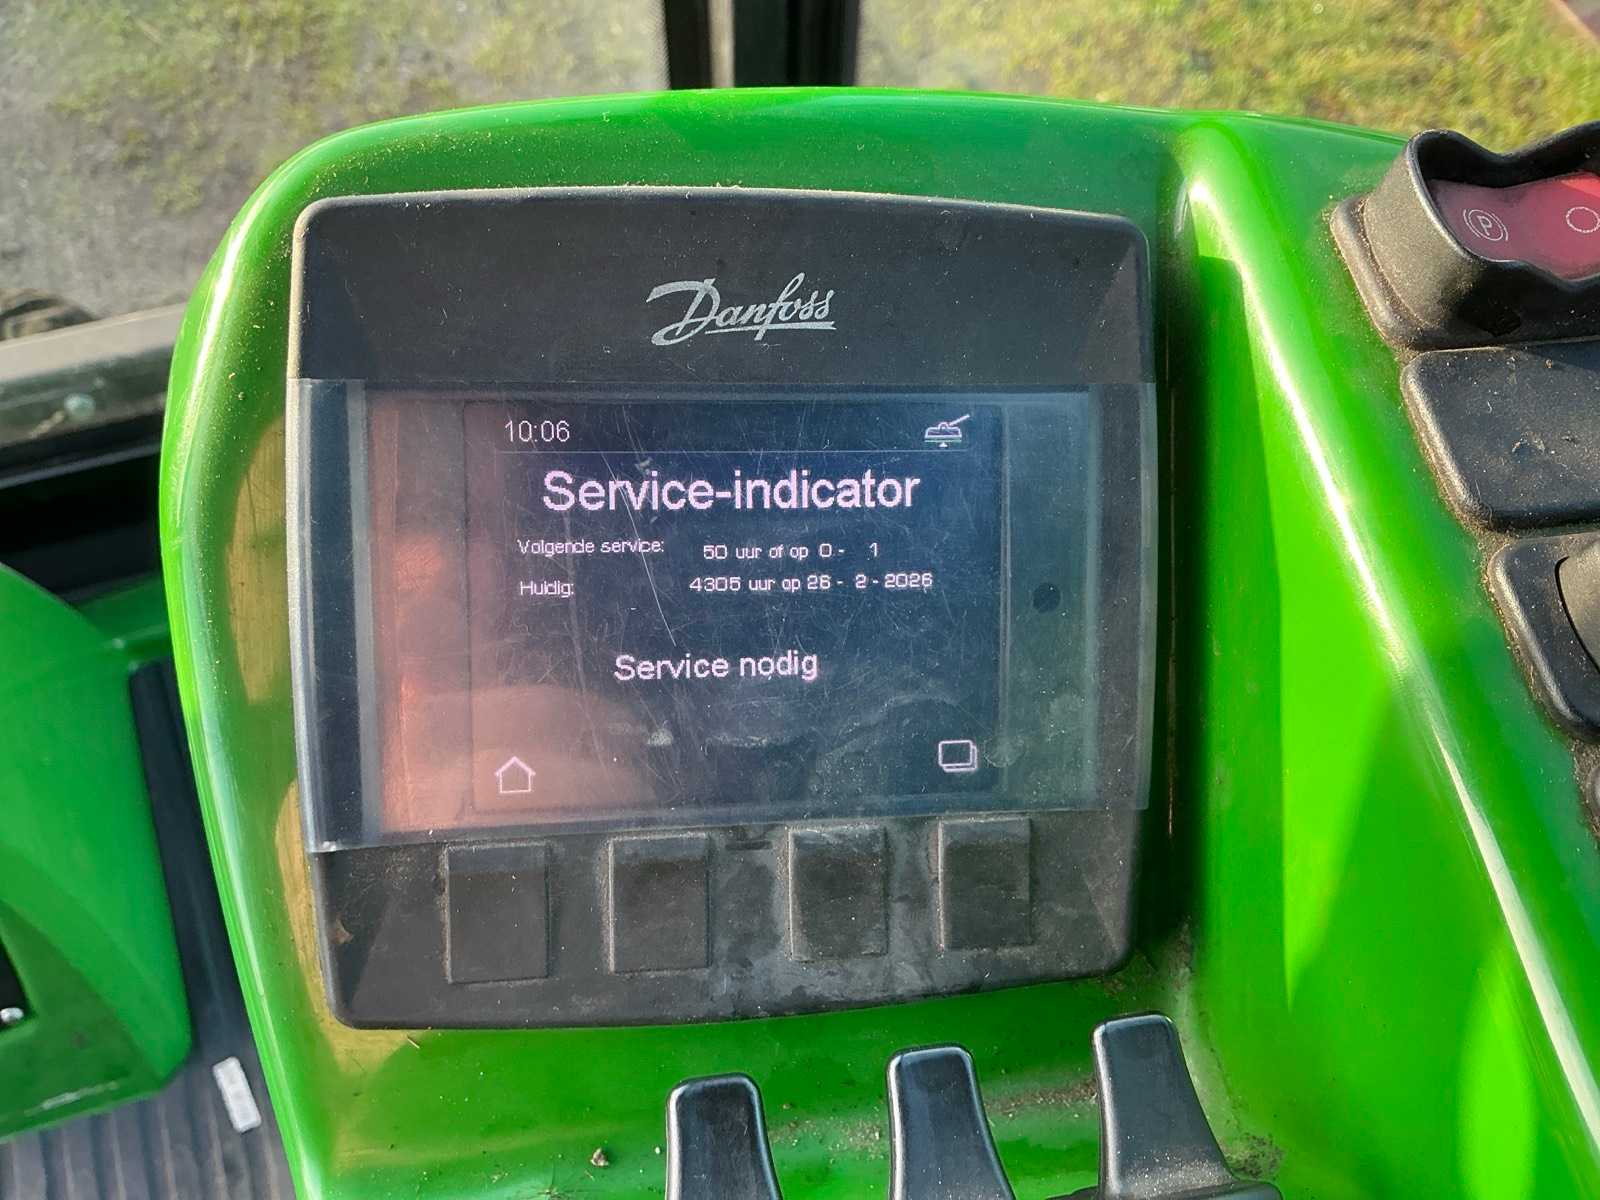 Danfoss
10:06
Service-indicator
Volgende service: 50 uur of op 0 - 1
Huidig: 4305 uur op 26 - 2 - 2026
Service nodig
P